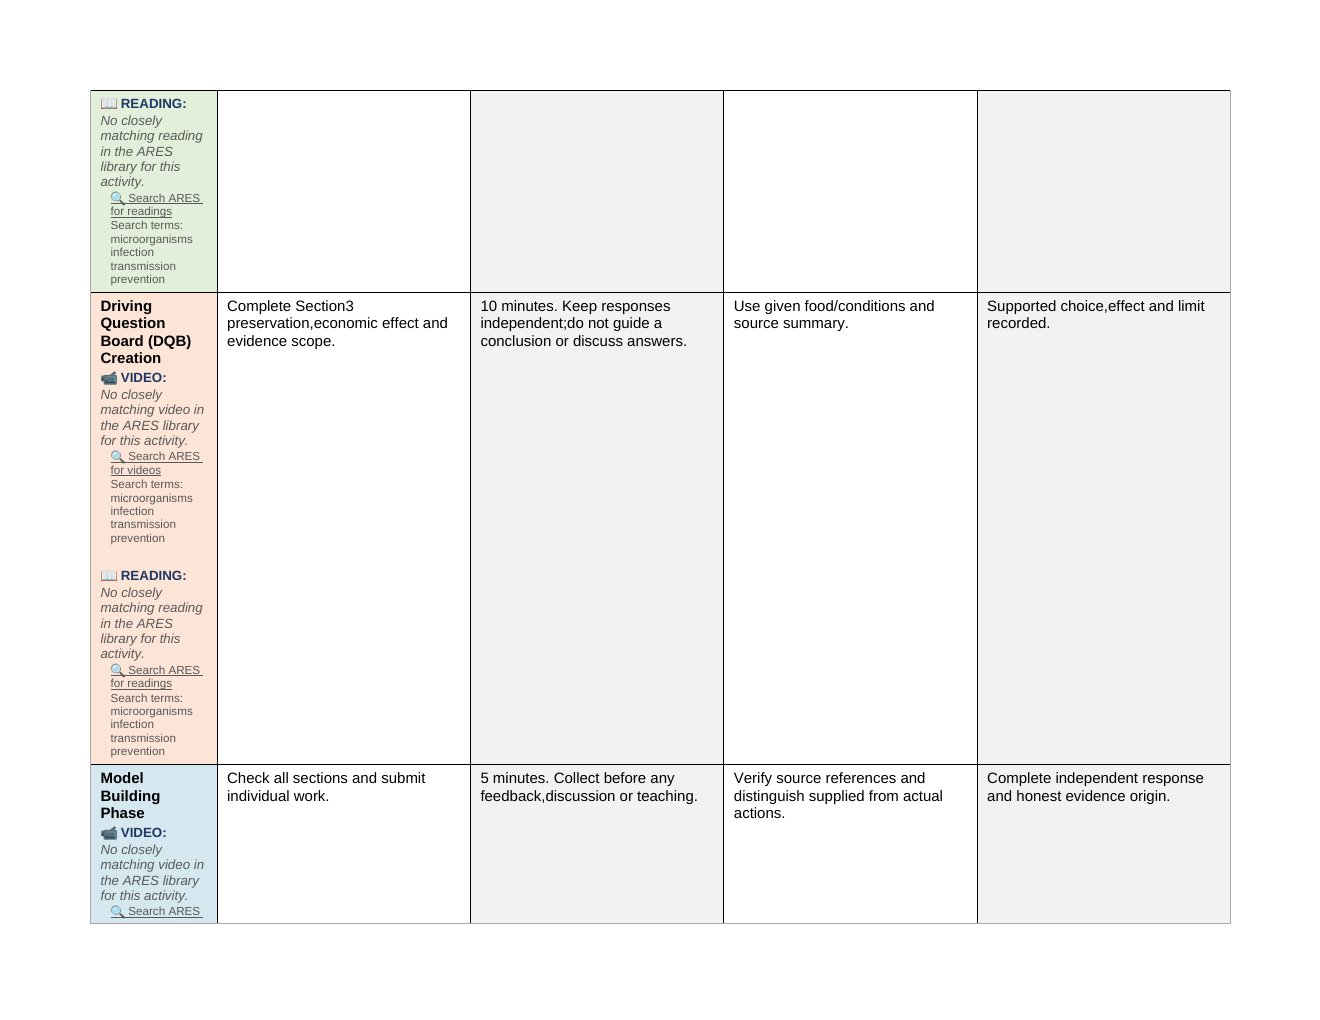 📖 READING:
No closely
matching reading
in the ARES
library for this
activity.
🔍 Search ARES
for readings
Search terms:
microorganisms
infection
transmission
prevention
Driving
Question
Board (DQB)
Creation
📹 VIDEO:
No closely
matching video in
the ARES library
for this activity.
🔍 Search ARES
for videos
Search terms:
microorganisms
infection
transmission
prevention
📖 READING:
No closely
matching reading
in the ARES
library for this
activity.
🔍 Search ARES
for readings
Search terms:
microorganisms
infection
transmission
prevention
Complete Section3
preservation,economic effect and
evidence scope.
10 minutes. Keep responses
independent;do not guide a
conclusion or discuss answers.
Use given food/conditions and
source summary.
Supported choice,effect and limit
recorded.
Model
Building
Phase
📹 VIDEO:
No closely
matching video in
the ARES library
for this activity.
🔍 Search ARES
Check all sections and submit
individual work.
5 minutes. Collect before any
feedback,discussion or teaching.
Verify source references and
distinguish supplied from actual
actions.
Complete independent response
and honest evidence origin.